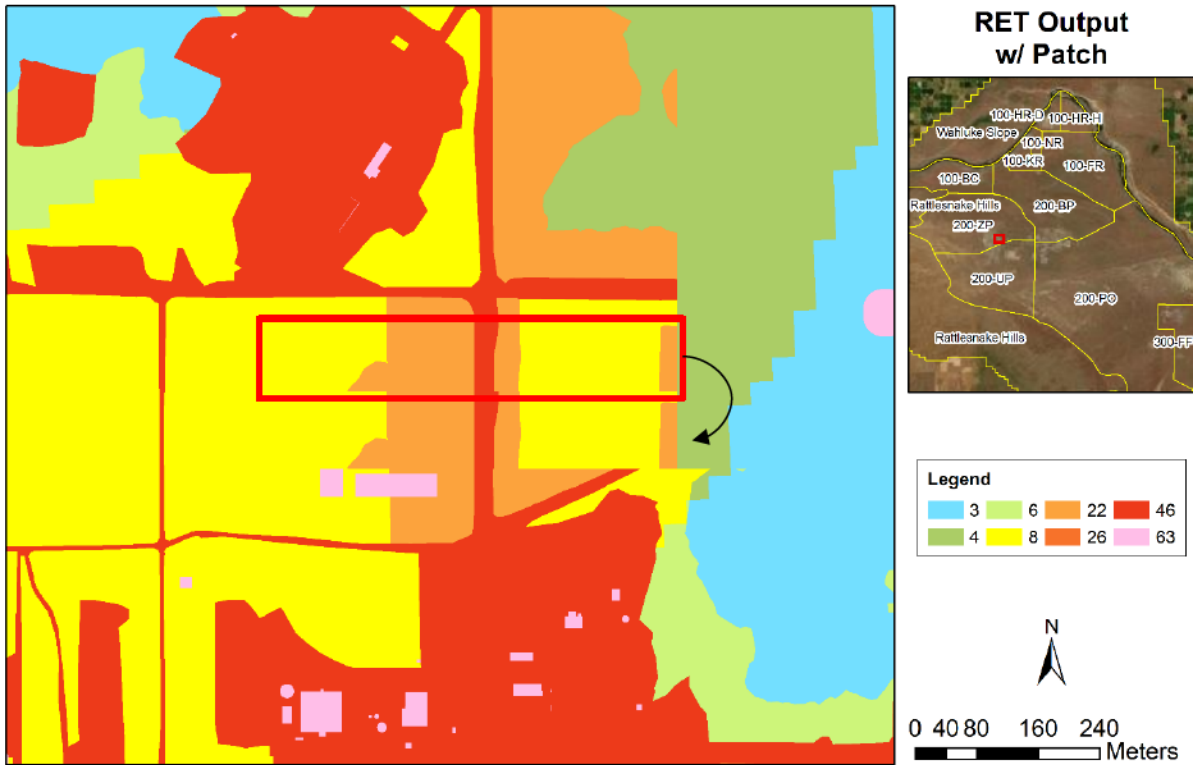 RET Output
w/ Patch
100-HR-D
100-HR-H
Wahluke Slope
100-NR
100-KR
100-FR
100-BC
Rattlesnake Hills
200-BP
200-ZP
200-UP
200-PO
Rattlesnake Hills
300-FF
Legend
3 6 22 46
4 8 26 63
N
0 40 80 160 240
Meters